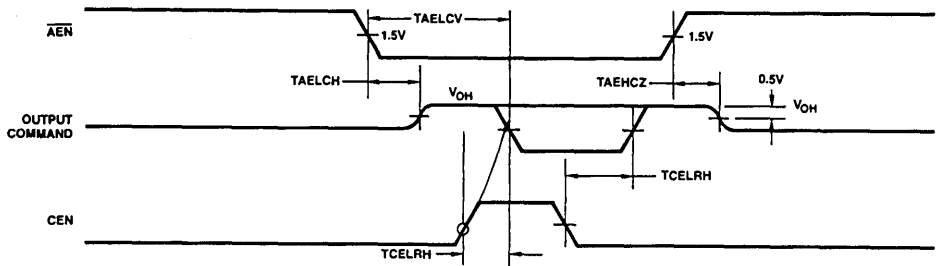 TAELCV
AEN
1.5V
1.5V
TAELCH
TAEHCZ
0.5V
VOH
VOH
OUTPUT
COMMAND
TCELRH
CEN
TCELRH